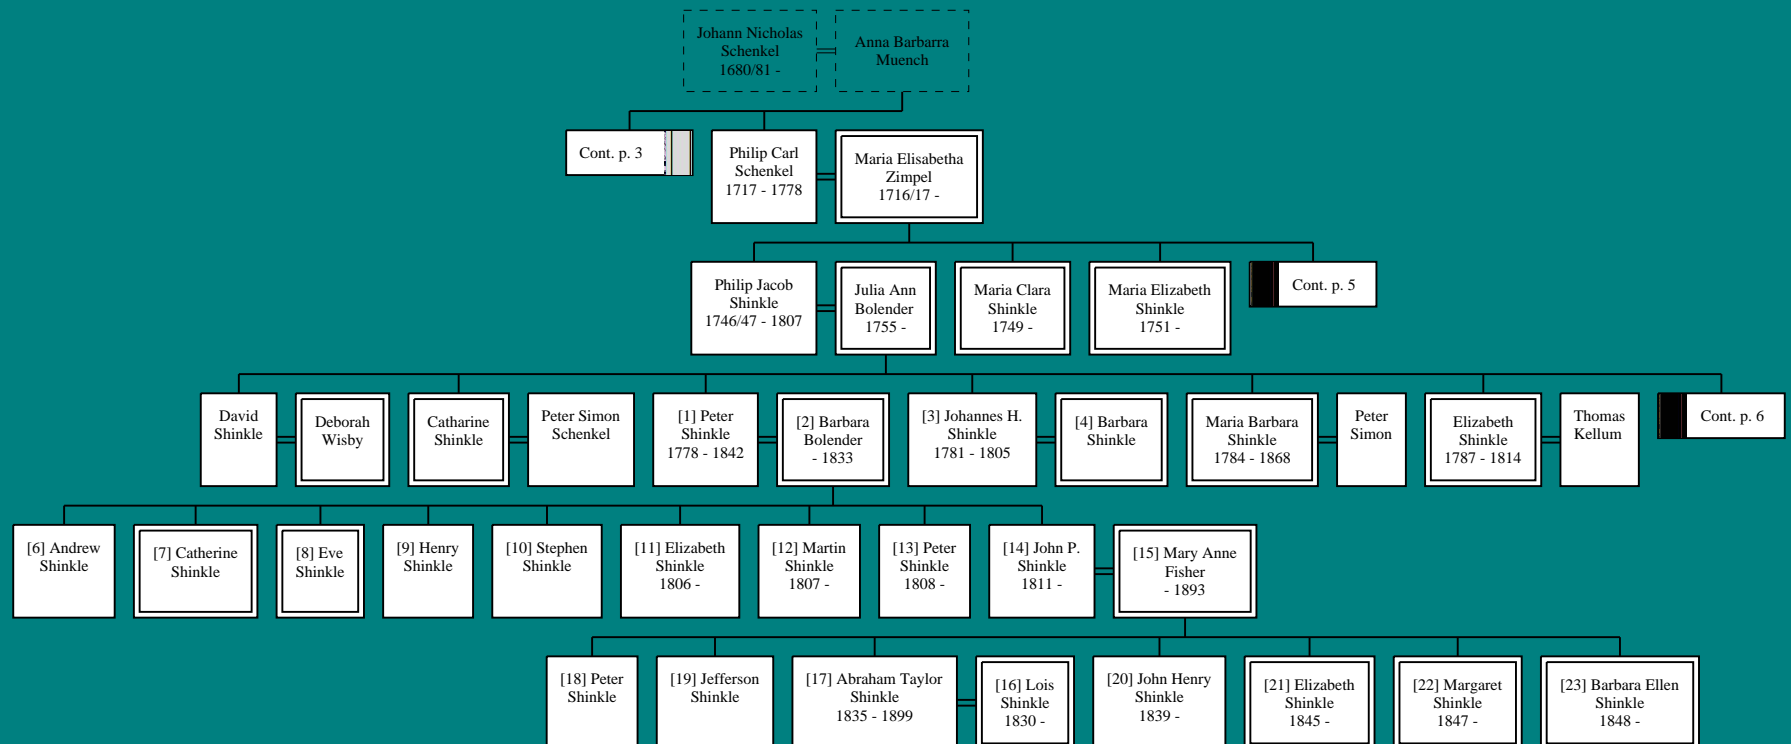 Johann Nicholas
Schenkel
1680/81 -
Anna Barbarra
Muench
Cont. p. 3
Philip Carl
Schenkel
1717 - 1778
Maria Elisabetha
Zimpel
1716/17 -
Philip Jacob
Shinkle
1746/47 - 1807
Julia Ann
Bolender
1755 -
Maria Clara
Shinkle
1749 -
Maria Elizabeth
Shinkle
1751 -
Cont. p. 5
David
Shinkle
Deborah
Wisby
Catharine
Shinkle
Peter Simon
Schenkel
[1] Peter
Shinkle
1778 - 1842
[2] Barbara
Bolender
- 1833
[3] Johannes H.
Shinkle
1781 - 1805
[4] Barbara
Shinkle
Maria Barbara
Shinkle
1784 - 1868
Peter
Simon
Elizabeth
Shinkle
1787 - 1814
Thomas
Kellum
Cont. p. 6
[6] Andrew
Shinkle
[7] Catherine
Shinkle
[8] Eve
Shinkle
[9] Henry
Shinkle
[10] Stephen
Shinkle
[11] Elizabeth
Shinkle
1806 -
[12] Martin
Shinkle
1807 -
[13] Peter
Shinkle
1808 -
[14] John P.
Shinkle
1811 -
[15] Mary Anne
Fisher
- 1893
[18] Peter
Shinkle
[19] Jefferson
Shinkle
[17] Abraham Taylor
Shinkle
1835 - 1899
[16] Lois
Shinkle
1830 -
[20] John Henry
Shinkle
1839 -
[21] Elizabeth
Shinkle
1845 -
[22] Margaret
Shinkle
1847 -
[23] Barbara Ellen
Shinkle
1848 -